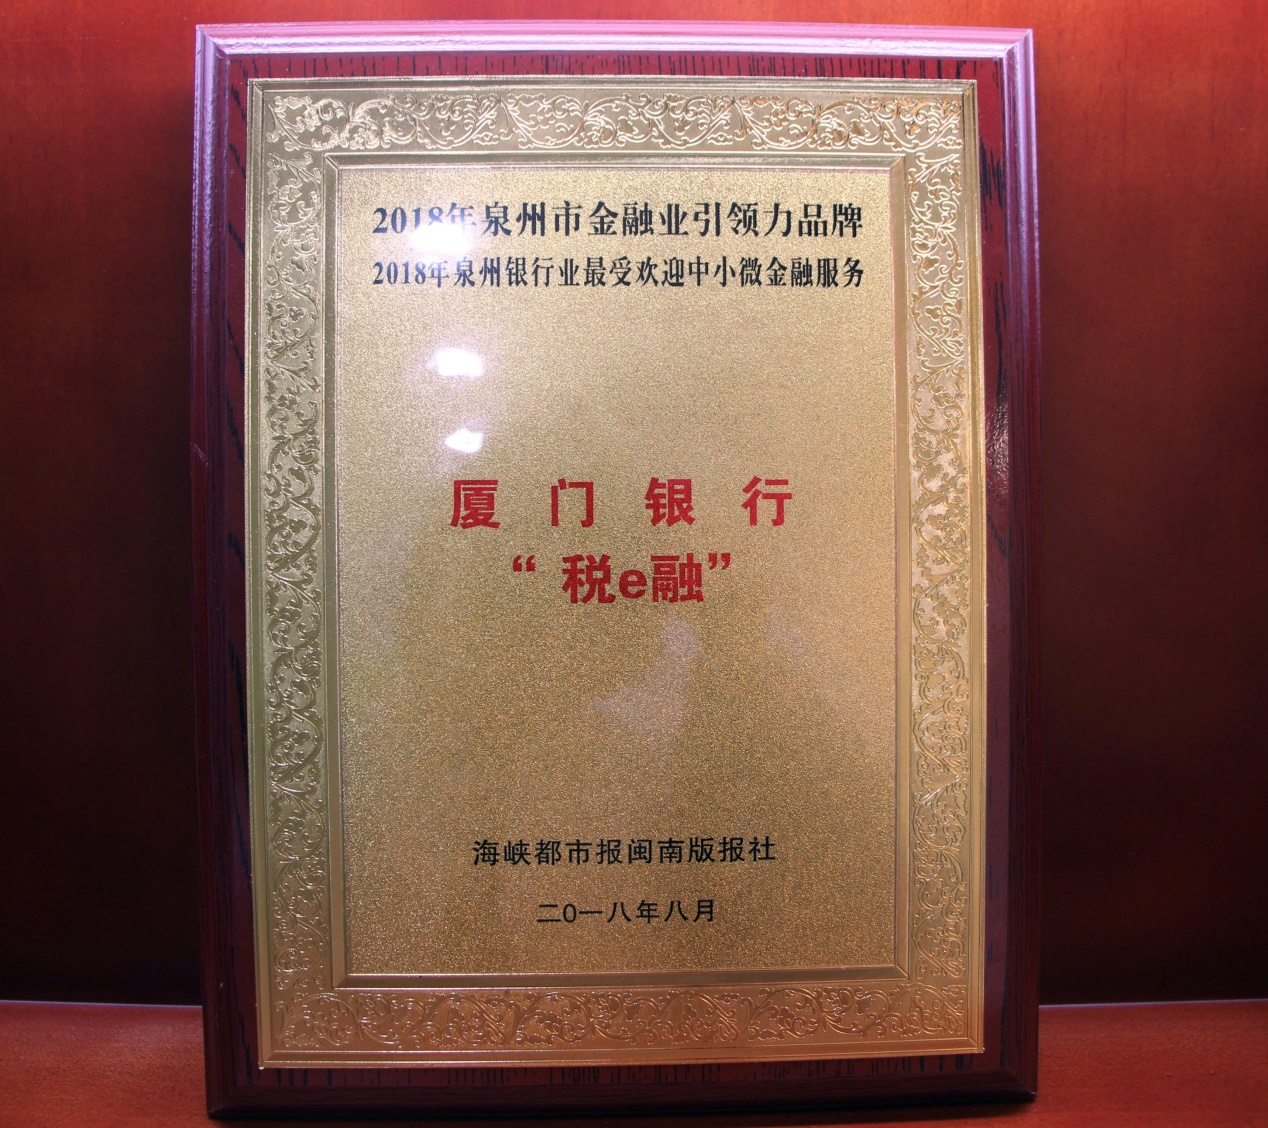 2018年泉州市金融业引领力品牌
2018年泉州银行业最受欢迎中小微金融服务
厦门银行
“税e融”
海峡都市报闽南版报社
二0一八年八月